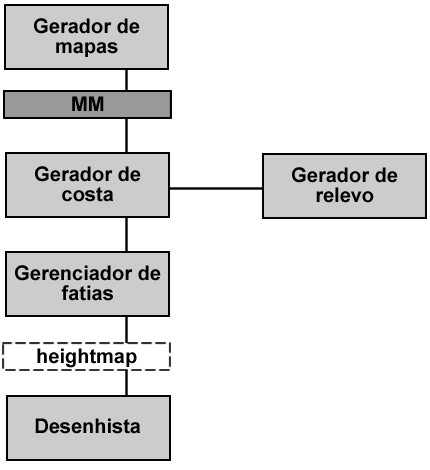 Gerador de
mapas
MM
Gerador de
costa
Gerador de
relevo
Gerenciador de
fatias
heightmap
Desenhista